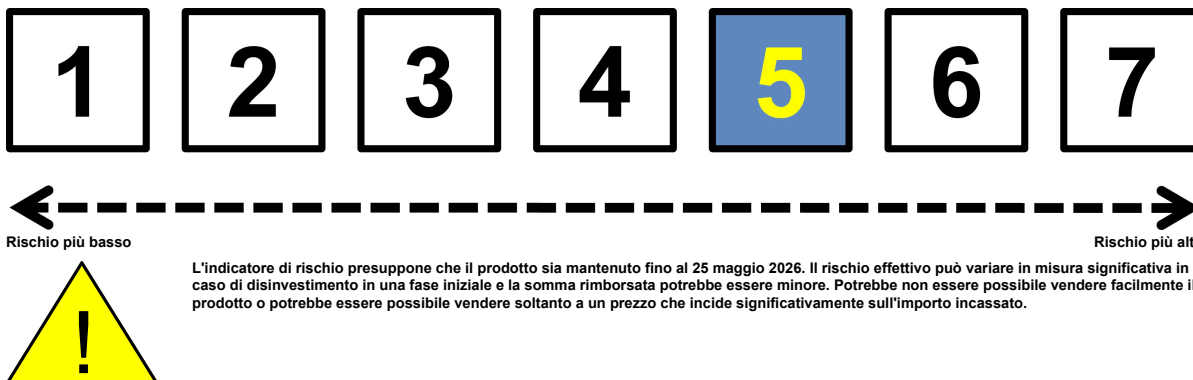 1 2 3 4 5 6 7
Rischio più basso Rischio più alt
L'indicatore di rischio presuppone che il prodotto sia mantenuto fino al 25 maggio 2026. Il rischio effettivo può variare in misura significativa in
caso di disinvestimento in una fase iniziale e la somma rimborsata potrebbe essere minore. Potrebbe non essere possibile vendere facilmente il
prodotto o potrebbe essere possibile vendere soltanto a un prezzo che incide significativamente sull'importo incassato.
!